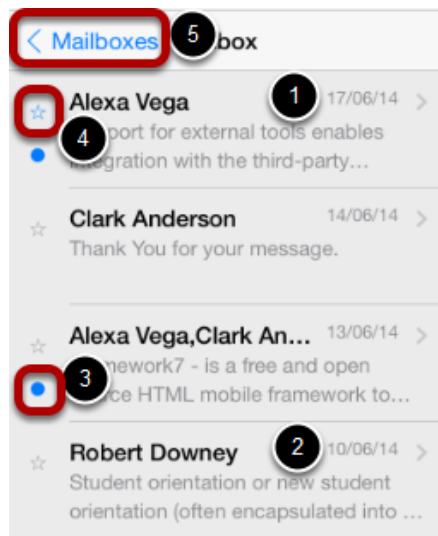 Mailboxes 5 box
Alexa Vega 1 17/06/14
4 port for external tools enables
integration with the third-party…
Clark Anderson 14/06/14
Thank You for your message.
Alexa Vega,Clark An... 13/06/14
3 mework7 - is a free and open
ce HTML mobile framework to…
Robert Downey 2 10/06/14
Student orientation or new student
orientation (often encapsulated into …